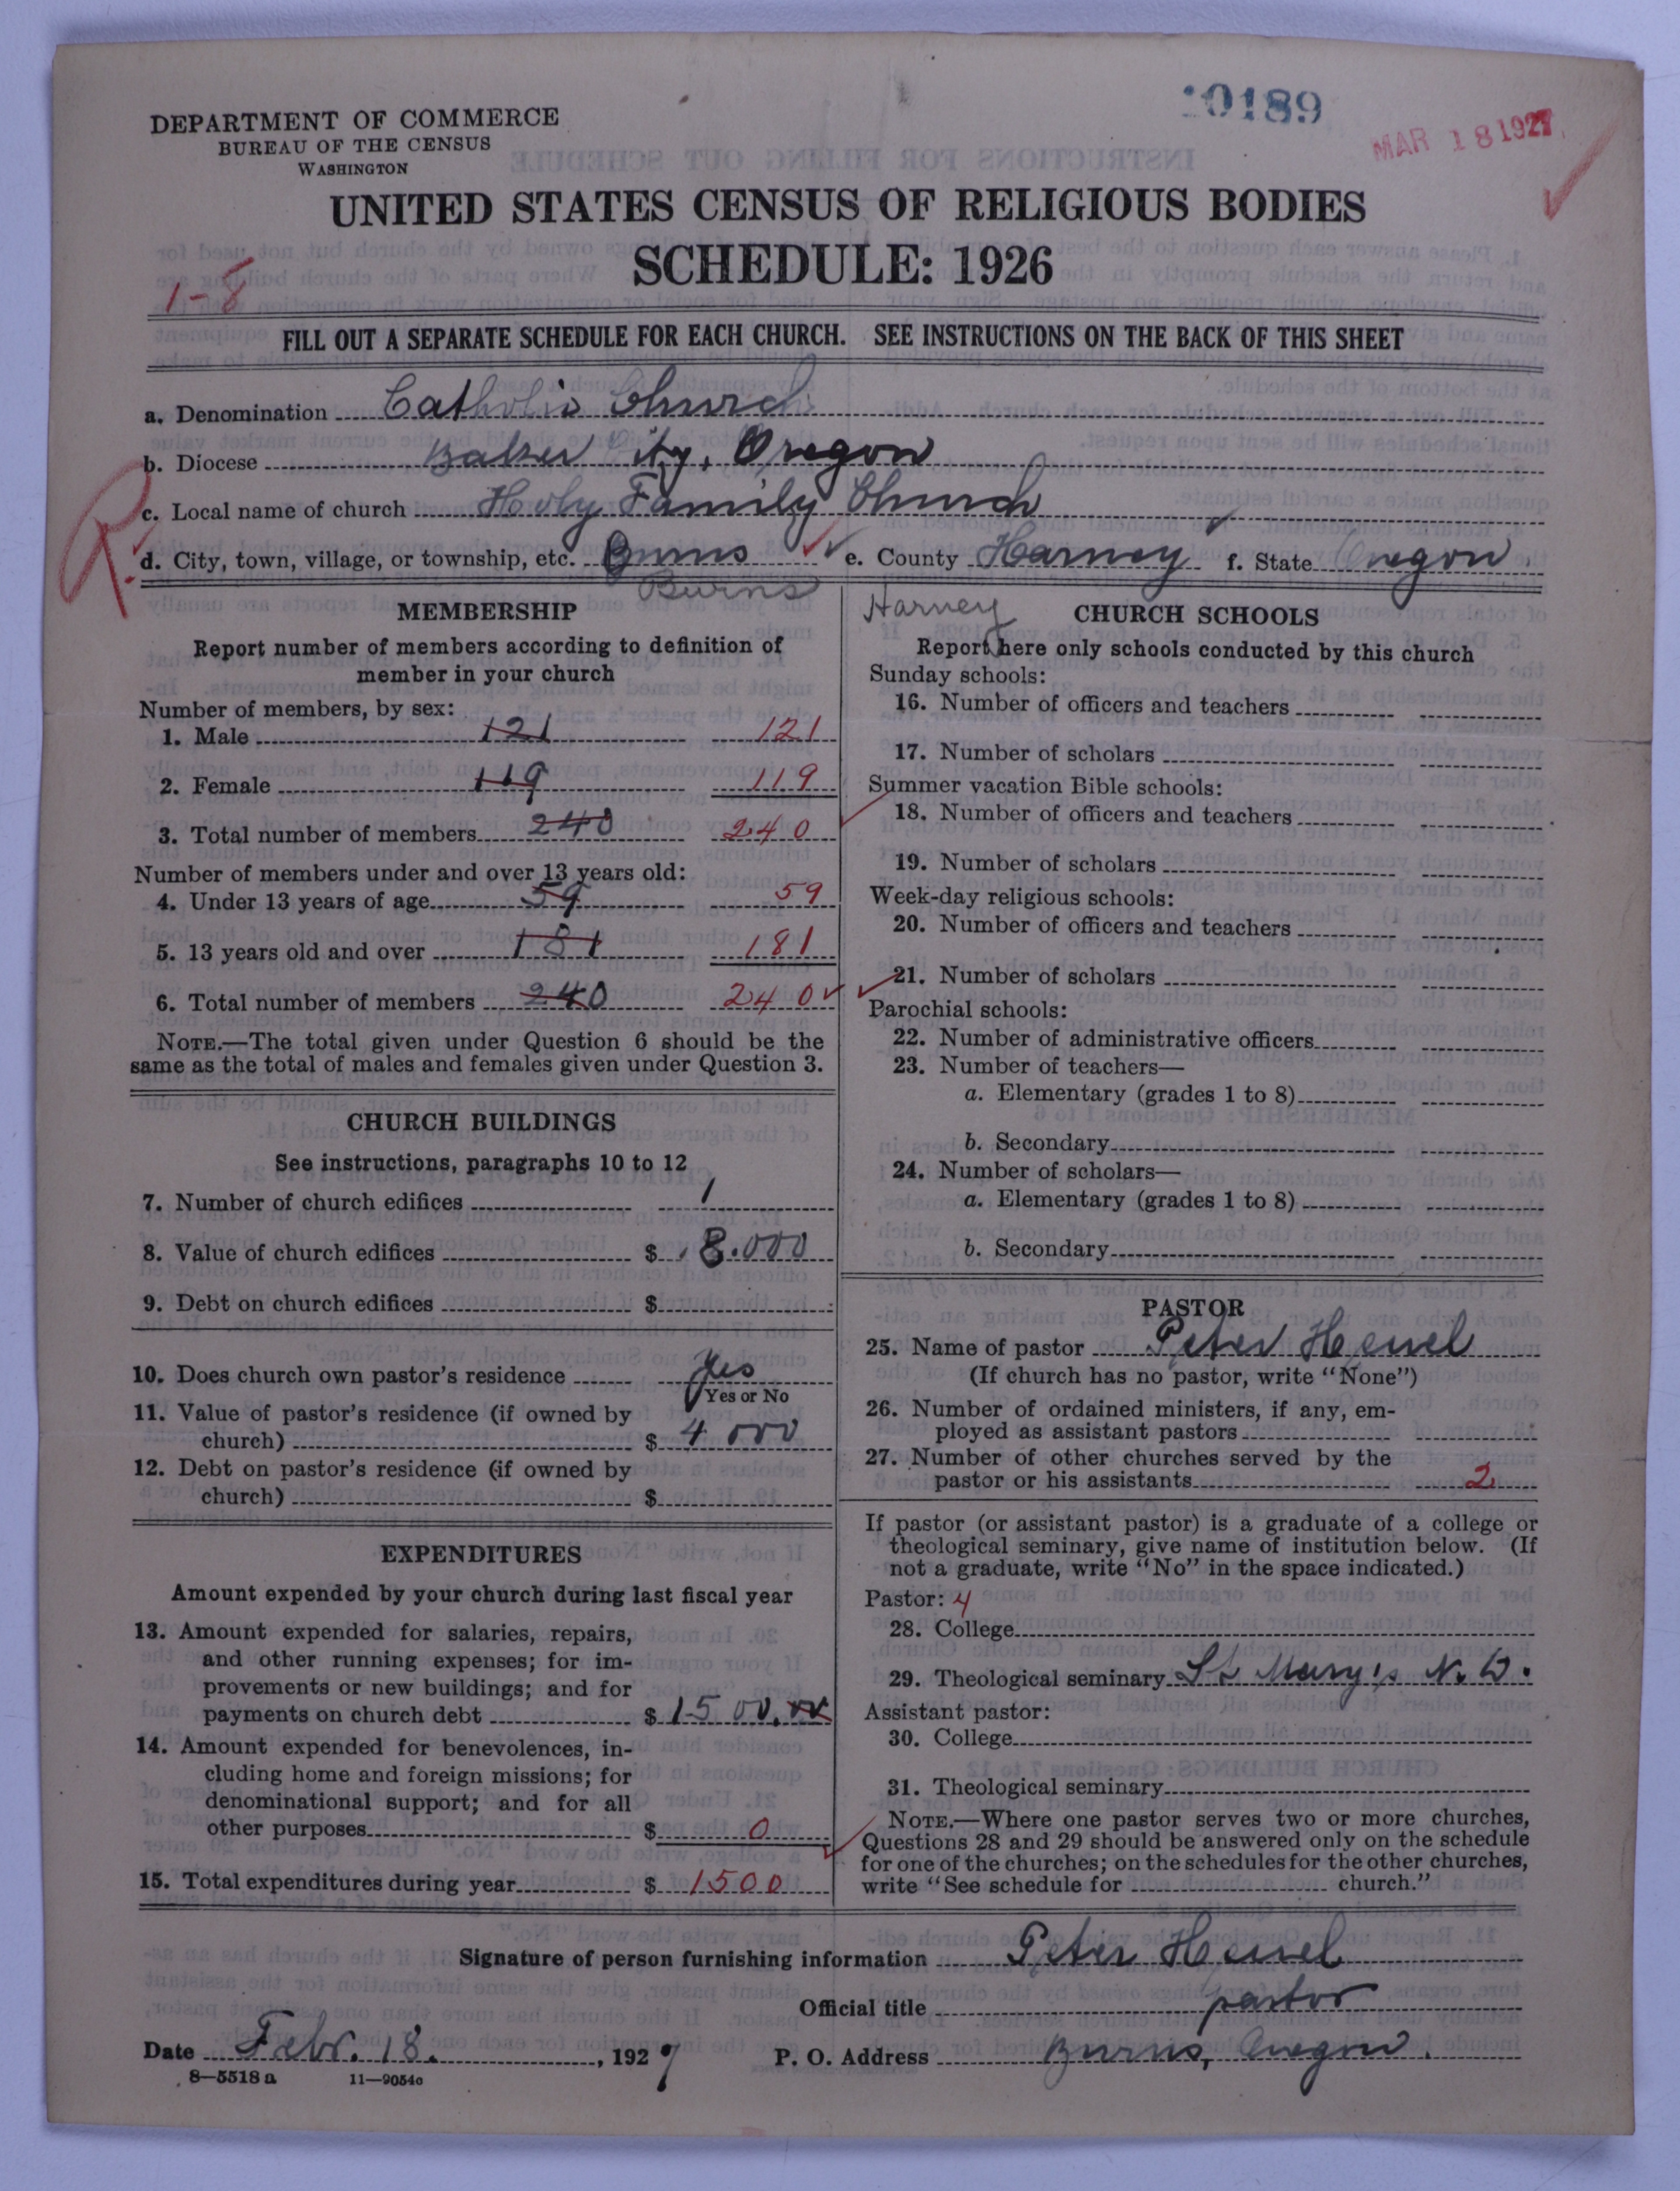 10189
MAR 18 1927
DEPARTMENT OF COMMERCE
BUREAU OF THE CENSUS
WASHINGTON
UNITED STATES CENSUS OF RELIGIOUS BODIES
SCHEDULE: 1926
1-8
FILL OUT A SEPARATE SCHEDULE FOR EACH CHURCH. SEE INSTRUCTIONS ON THE BACK OF THIS SHEET
a. Denomination Catholic Church
b. Diocese Baker City, Oregon
c. Local name of church Holy Family Church
R.
d. City, town, village, or township, etc. Burns e. County Harney f. State Oregon
Burns Harney
MEMBERSHIP
Report number of members according to definition of
member in your church
Number of members, by sex:
1. Male 121 121
2. Female 119 119
3. Total number of members 240 240
Number of members under and over 13 years old:
4. Under 13 years of age 59 59
5. 13 years old and over 181 181
6. Total number of members 240 240
NOTE.—The total given under Question 6 should be the
same as the total of males and females given under Question 3.
CHURCH BUILDINGS
See instructions, paragraphs 10 to 12
7. Number of church edifices 1
8. Value of church edifices $ 8.000
9. Debt on church edifices $
10. Does church own pastor's residence yes
Yes or No
11. Value of pastor's residence (if owned by
church) $ 4 000
12. Debt on pastor's residence (if owned by
church) $
EXPENDITURES
Amount expended by your church during last fiscal year
13. Amount expended for salaries, repairs,
and other running expenses; for im-
provements or new buildings; and for
payments on church debt $ 1500.00
14. Amount expended for benevolences, in-
cluding home and foreign missions; for
denominational support; and for all
other purposes $ 0
15. Total expenditures during year $ 1500
CHURCH SCHOOLS
Report here only schools conducted by this church
Sunday schools:
16. Number of officers and teachers
17. Number of scholars
Summer vacation Bible schools:
18. Number of officers and teachers
19. Number of scholars
Week-day religious schools:
20. Number of officers and teachers
21. Number of scholars
Parochial schools:
22. Number of administrative officers
23. Number of teachers—
a. Elementary (grades 1 to 8)
b. Secondary
24. Number of scholars—
a. Elementary (grades 1 to 8)
b. Secondary
PASTOR
25. Name of pastor Peter Heuel
(If church has no pastor, write "None")
26. Number of ordained ministers, if any, em-
ployed as assistant pastors
27. Number of other churches served by the
pastor or his assistants 2
If pastor (or assistant pastor) is a graduate of a college or
theological seminary, give name of institution below. (If
not a graduate, write "No" in the space indicated.)
Pastor: 4
28. College
29. Theological seminary St Mary's
Assistant pastor:
30. College
31. Theological seminary
NOTE.—Where one pastor serves two or more churches,
Questions 28 and 29 should be answered only on the schedule
for one of the churches; on the schedules for the other churches,
write "See schedule for church."
Signature of person furnishing information Peter Heuel
Official title pastor
Date Febr. 18. , 1927 P. O. Address Burns, Oregon.
8—5518 a 11—9054c